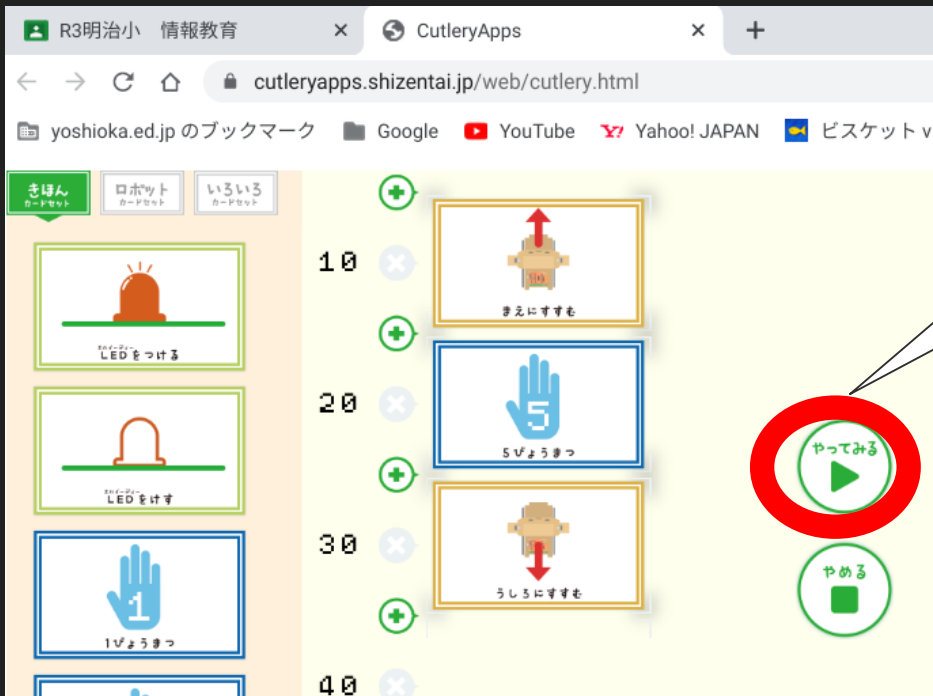 R3明治小　情報教育
CutleryApps
cutleryapps.shizentai.jp/web/cutlery.html
yoshioka.ed.jp のブックマーク
Google
YouTube
Yahoo! JAPAN
ビスケット v
きほん
カードセット
ロボット
カードセット
いろいろ
カードセット
LEDをつける
LEDをけす
1
1びょうまつ
10
まえにすすむ
20
5
5びょうまつ
30
うしろにすすむ
40
やってみる
やめる